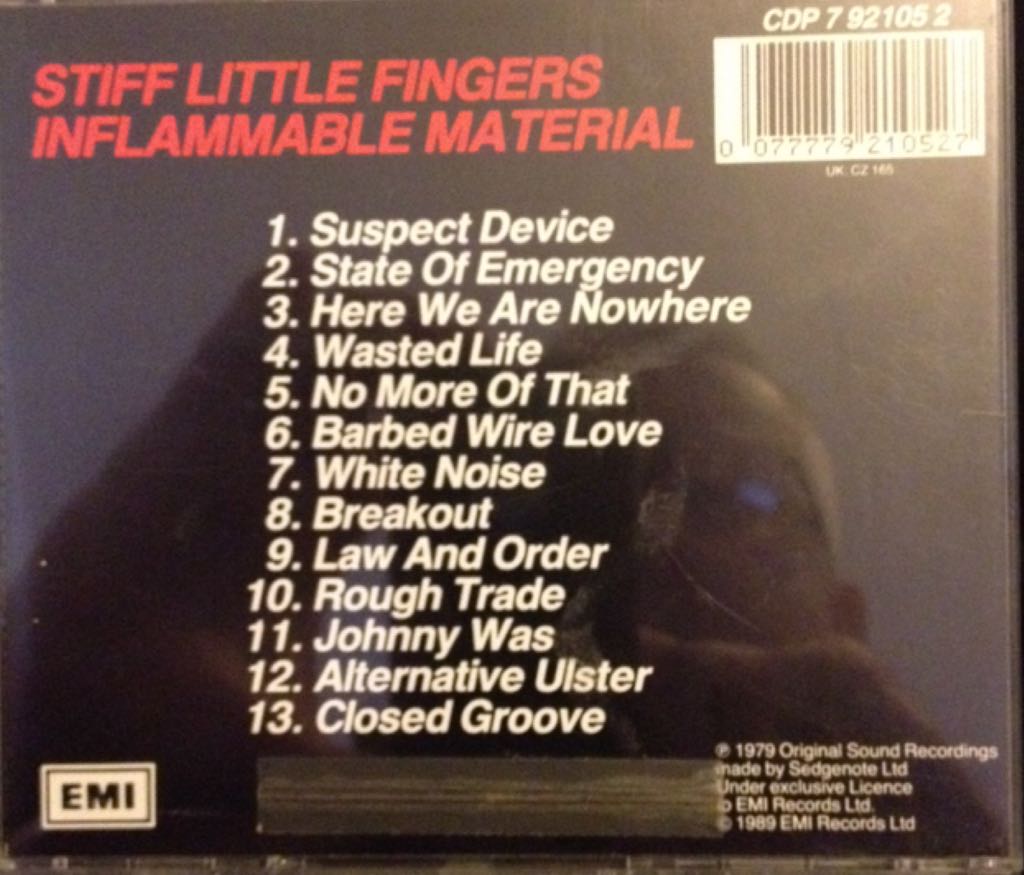 CDP 7 92105 2
STIFF LITTLE FINGERS
INFLAMMABLE MATERIAL
0 077779 210527
UK: CZ 165
1. Suspect Device
2. State Of Emergency
3. Here We Are Nowhere
4. Wasted Life
5. No More Of That
6. Barbed Wire Love
7. White Noise
8. Breakout
9. Law And Order
10. Rough Trade
11. Johnny Was
12. Alternative Ulster
13. Closed Groove
℗ 1979 Original Sound Recordings
made by Sedgenote Ltd
Under exclusive Licence
o EMI Records Ltd.
© 1989 EMI Records Ltd
EMI